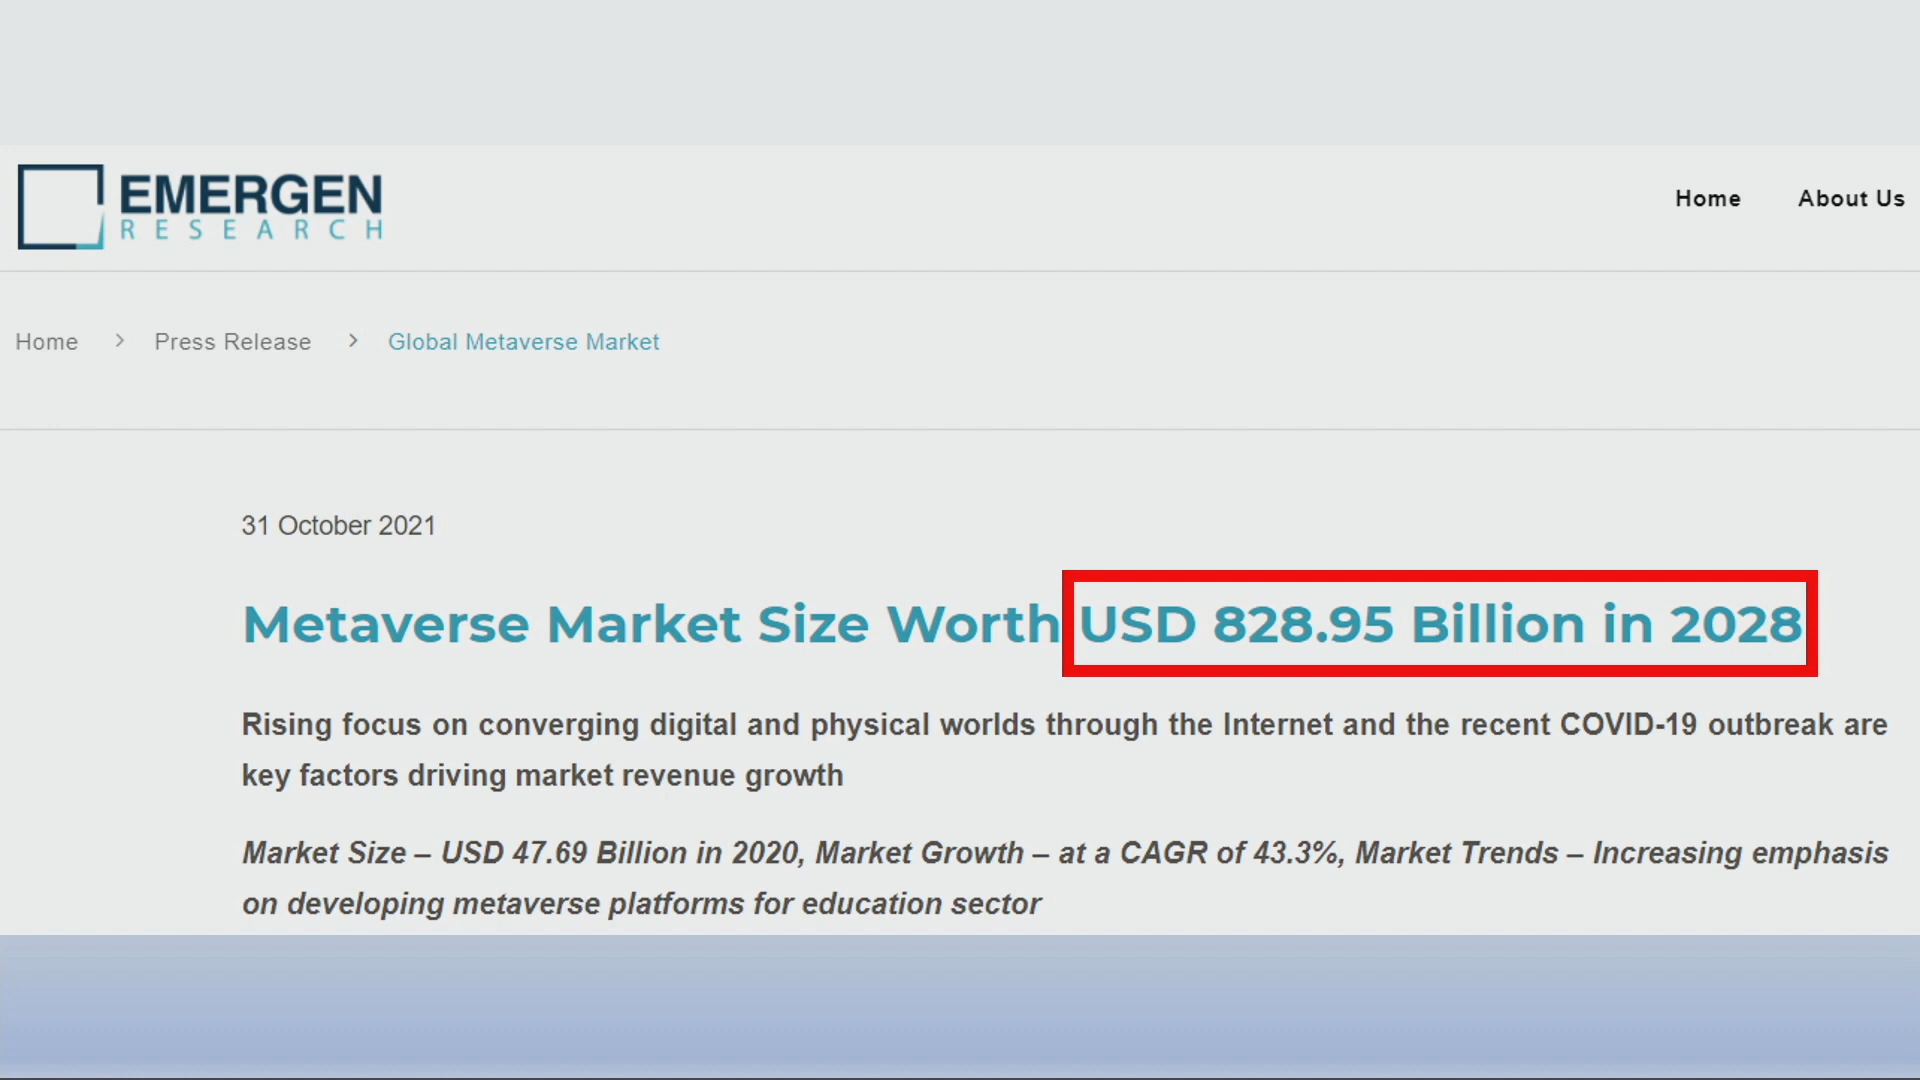 EMERGEN
RESEARCH
Home About Us
Home > Press Release > Global Metaverse Market
31 October 2021
Metaverse Market Size Worth USD 828.95 Billion in 2028
Rising focus on converging digital and physical worlds through the Internet and the recent COVID-19 outbreak are
key factors driving market revenue growth
Market Size – USD 47.69 Billion in 2020, Market Growth – at a CAGR of 43.3%, Market Trends – Increasing emphasis
on developing metaverse platforms for education sector